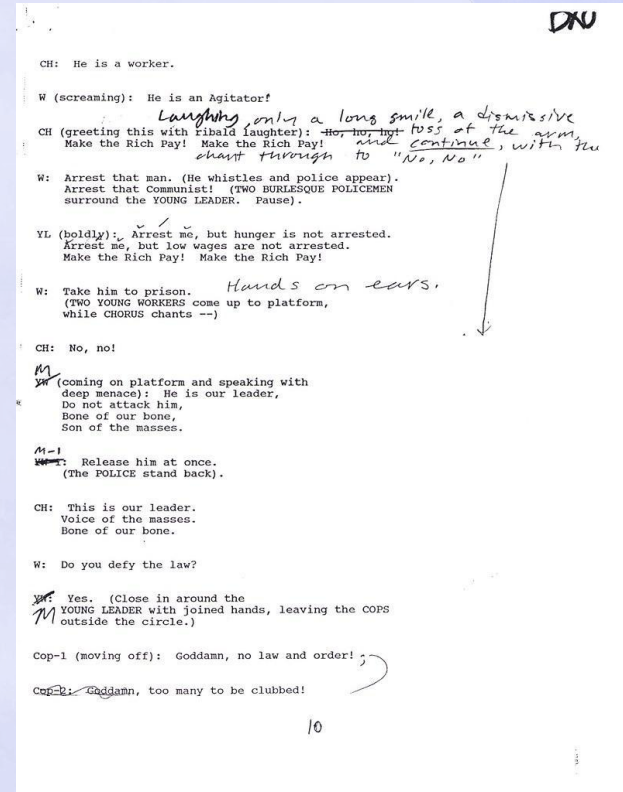 DNU
CH: He is a worker.
W (screaming): He is an Agitator!
Laughing, only a long smile, a dismissive
CH (greeting this with ribald laughter): Ho, ho, ho! toss of the arm,
Make the Rich Pay! Make the Rich Pay! and continue, with the
chant through to "No, No"
W: Arrest that man. (He whistles and police appear).
Arrest that Communist! (TWO BURLESQUE POLICEMEN
surround the YOUNG LEADER. Pause).
YL (boldly): Arrest me, but hunger is not arrested.
Arrest me, but low wages are not arrested.
Make the Rich Pay! Make the Rich Pay!
W: Take him to prison. Hands on ears.
(TWO YOUNG WORKERS come up to platform,
while CHORUS chants --)
CH: No, no!
M
YW (coming on platform and speaking with
deep menace): He is our leader,
Do not attack him,
Bone of our bone,
Son of the masses.
M-1
Release him at once.
(The POLICE stand back).
CH: This is our leader.
Voice of the masses.
Bone of our bone.
W: Do you defy the law?
YW: Yes. (Close in around the
M YOUNG LEADER with joined hands, leaving the COPS
outside the circle.)
Cop-1 (moving off): Goddamn, no law and order!;
Cop-2: Goddamn, too many to be clubbed!
10